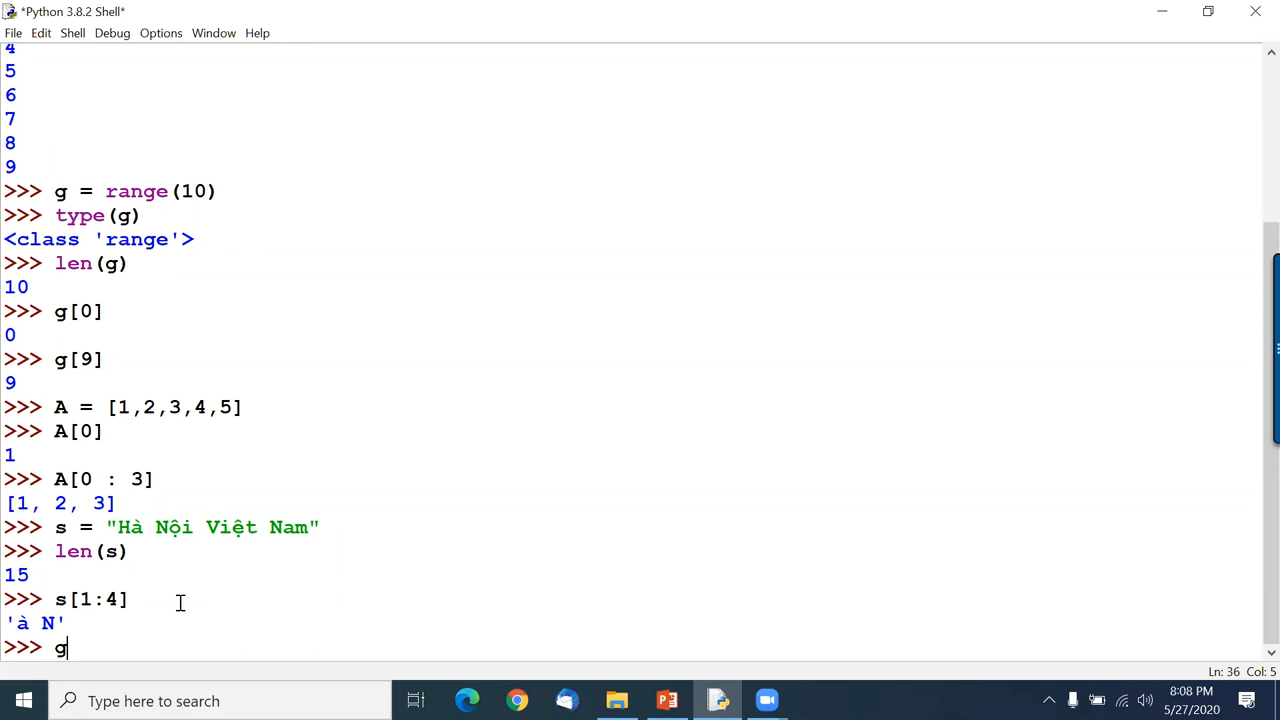 *Python 3.8.2 Shell*
File Edit Shell Debug Options Window Help
4
5
6
7
8
9
>>> g = range(10)
>>> type(g)
<class 'range'>
>>> len(g)
10
>>> g[0]
0
>>> g[9]
9
>>> A = [1,2,3,4,5]
>>> A[0]
1
>>> A[0 : 3]
[1, 2, 3]
>>> s = "Hà Nội Việt Nam"
>>> len(s)
15
>>> s[1:4]
'à N'
>>> g
Ln: 36 Col: 5
Type here to search
8:08 PM
5/27/2020